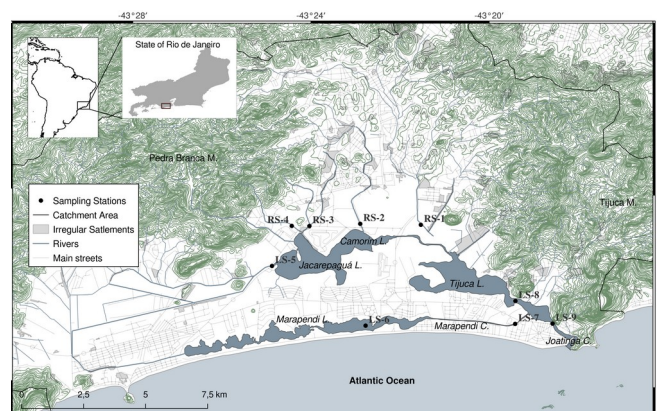 -43°28
-43°24
-43°20
State of Rio de Janeiro
Pedra Branca M.
Tijuca M.
Sampling Stations
Catchment Area
Irregular Satlements
Rivers
Main streets
RS-4
RS-3
RS-2
RS-1
Camorim L.
LS-5
Jacarepaguá L.
Tijuca L.
LS-8
Marapendi L.
LS-6
Marapendi C.
LS-7
LS-9
Joatinga C.
Atlantic Ocean
0 2,5 5 7,5 km